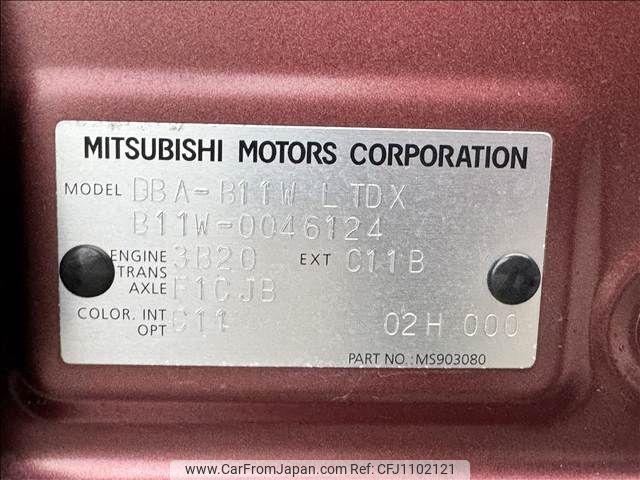 MITSUBISHI MOTORS CORPORATION
MODEL DBA-B11W LTDX
B11W-0046124
ENGINE 3B20 EXT C11B
TRANS
AXLE F1CJB
COLOR. INT C11 02H 000
OPT
PART NO.:MS903080
www.CarFromJapan.com Ref No: CFJ1102121